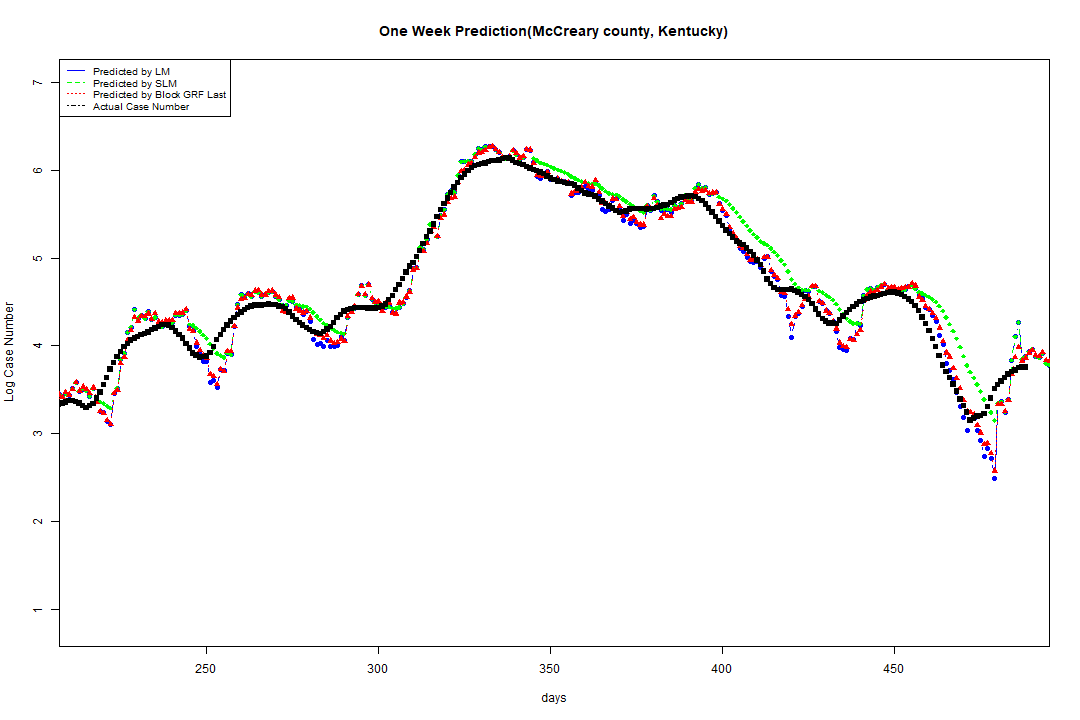 One Week Prediction(McCreary county, Kentucky)
Predicted by LM
Predicted by SLM
Predicted by Block GRF Last
Actual Case Number
Log Case Number
7
6
5
4
3
2
1
250
300
350
400
450
days